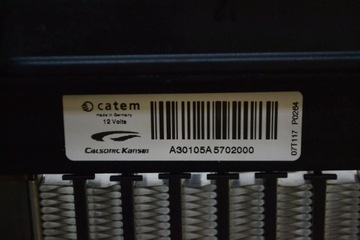 catem
made in Germany
12 Volts
Calsonic Kansei
A30105A5702000
07T117 P0264